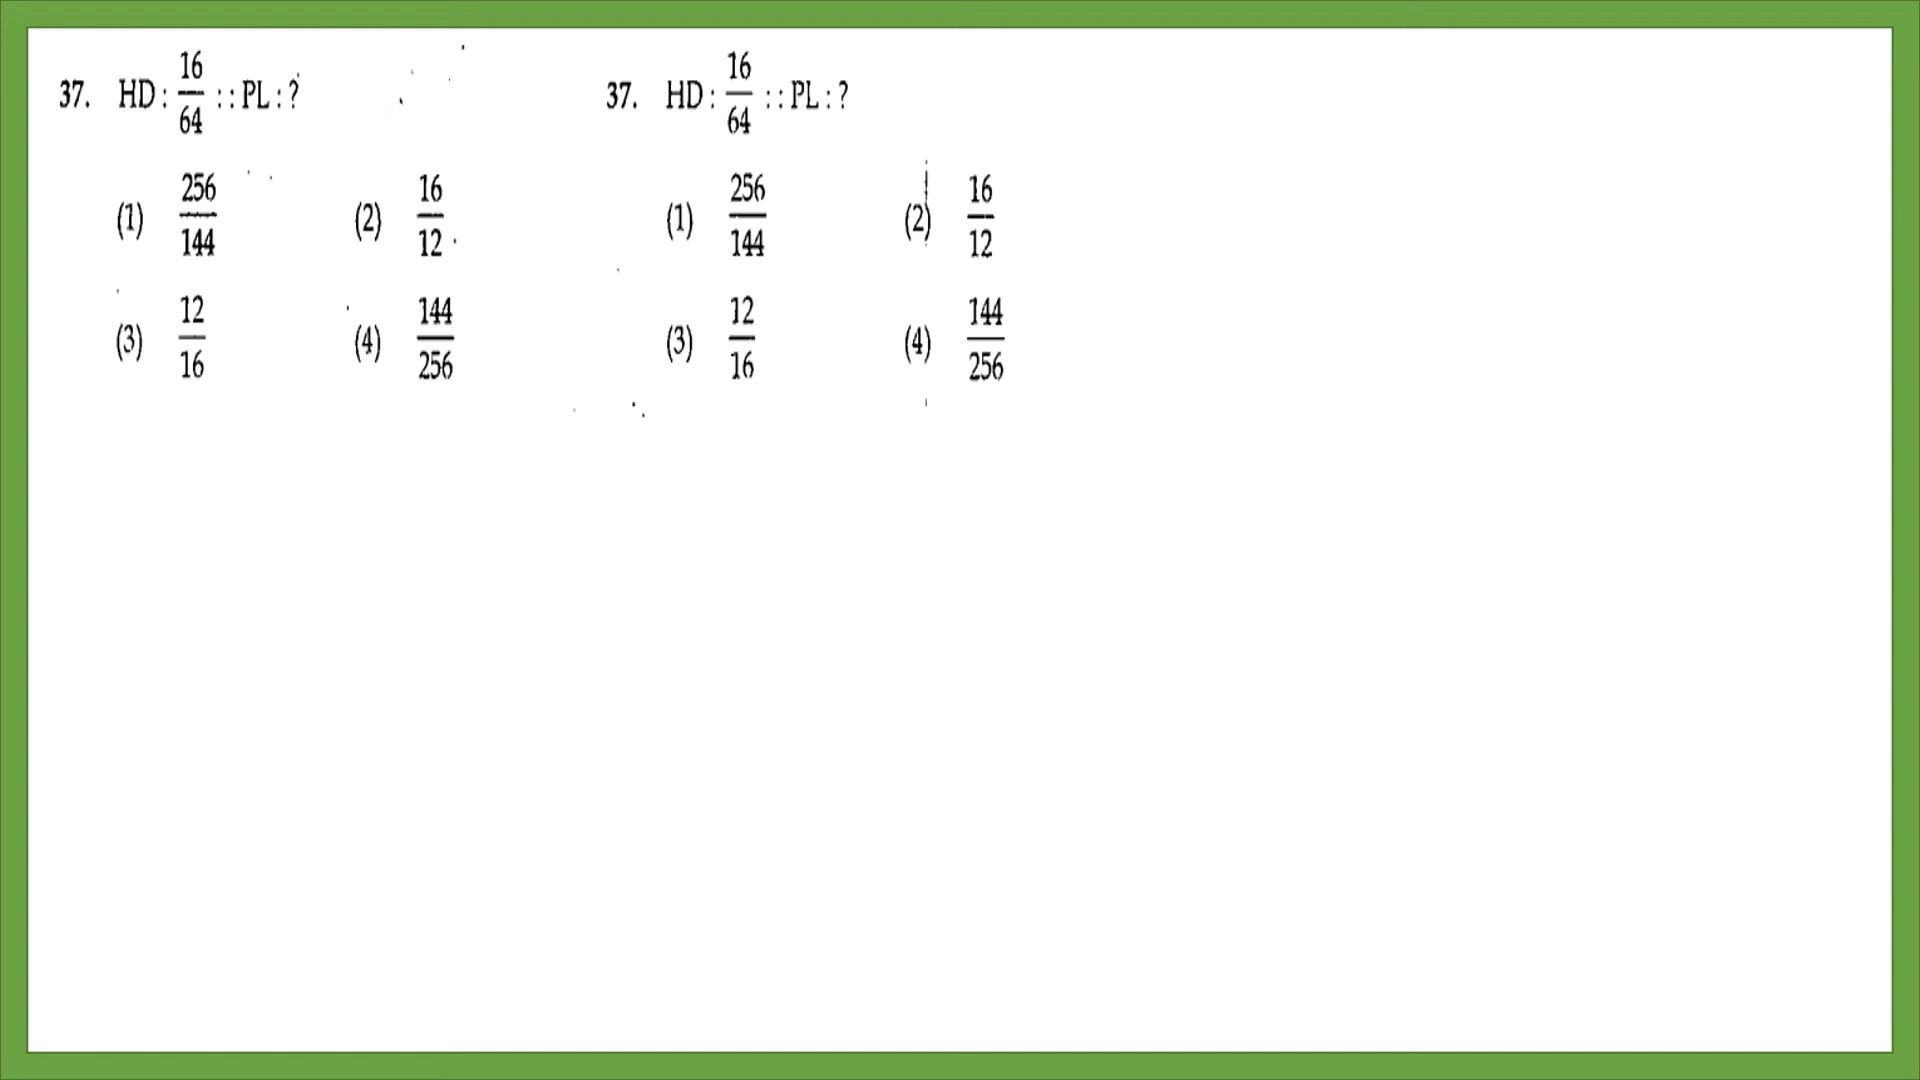 37. HD : 16/64 : : PL : ?
(1) 256/144 (2) 16/12
(3) 12/16 (4) 144/256
37. HD : 16/64 : : PL : ?
(1) 256/144 (2) 16/12
(3) 12/16 (4) 144/256